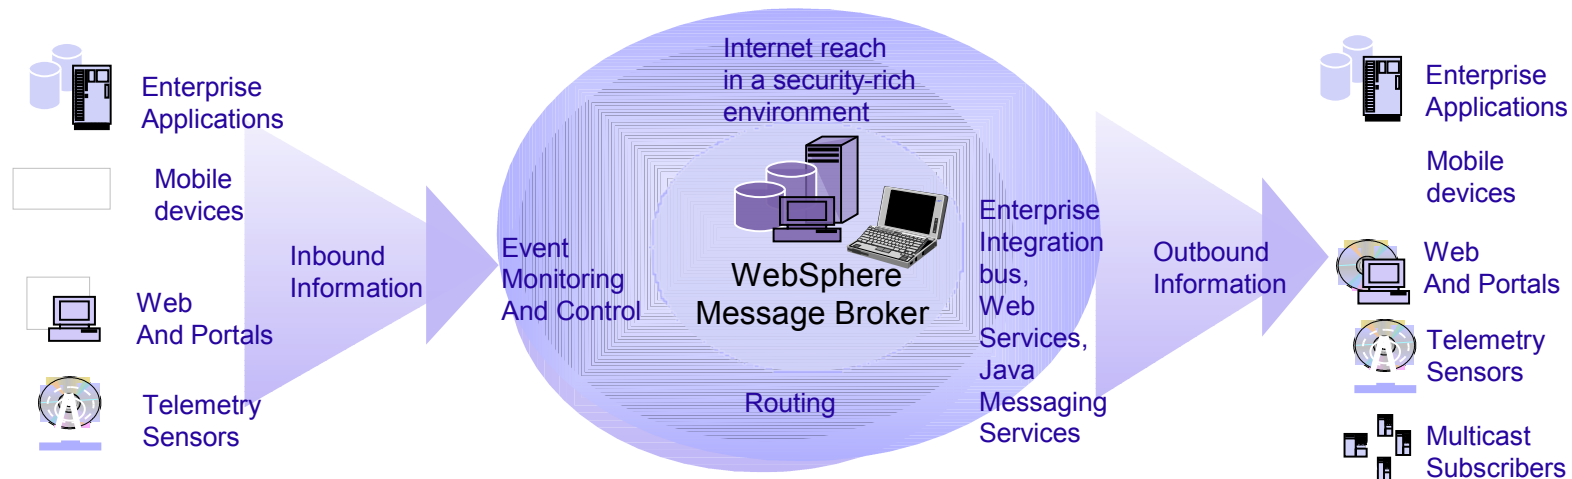 Enterprise
Applications
Mobile
devices
Web
And Portals
Telemetry
Sensors
Inbound
Information
Internet reach
in a security-rich
environment
Event
Monitoring
And Control
WebSphere
Message Broker
Routing
Enterprise
Integration
bus,
Web
Services,
Java
Messaging
Services
Outbound
Information
Enterprise
Applications
Mobile
devices
Web
And Portals
Telemetry
Sensors
Multicast
Subscribers